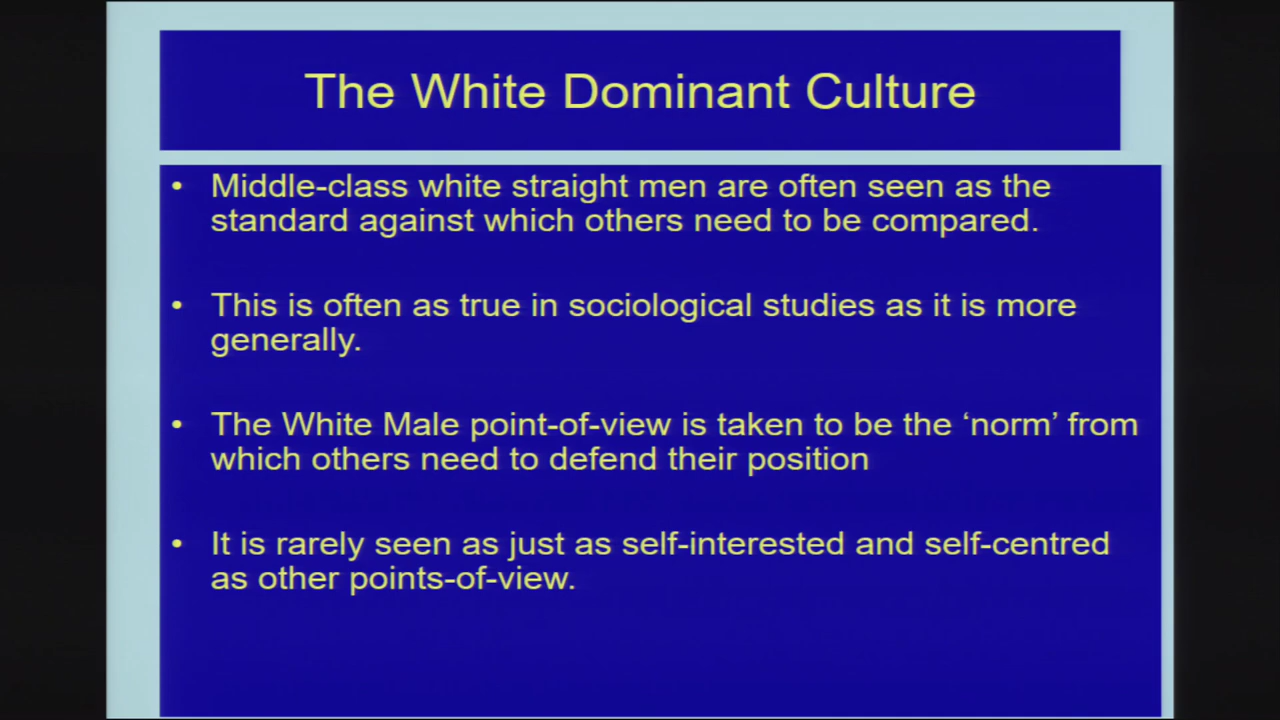 The White Dominant Culture
• Middle-class white straight men are often seen as the
standard against which others need to be compared.
• This is often as true in sociological studies as it is more
generally.
• The White Male point-of-view is taken to be the ‘norm’ from
which others need to defend their position
• It is rarely seen as just as self-interested and self-centred
as other points-of-view.